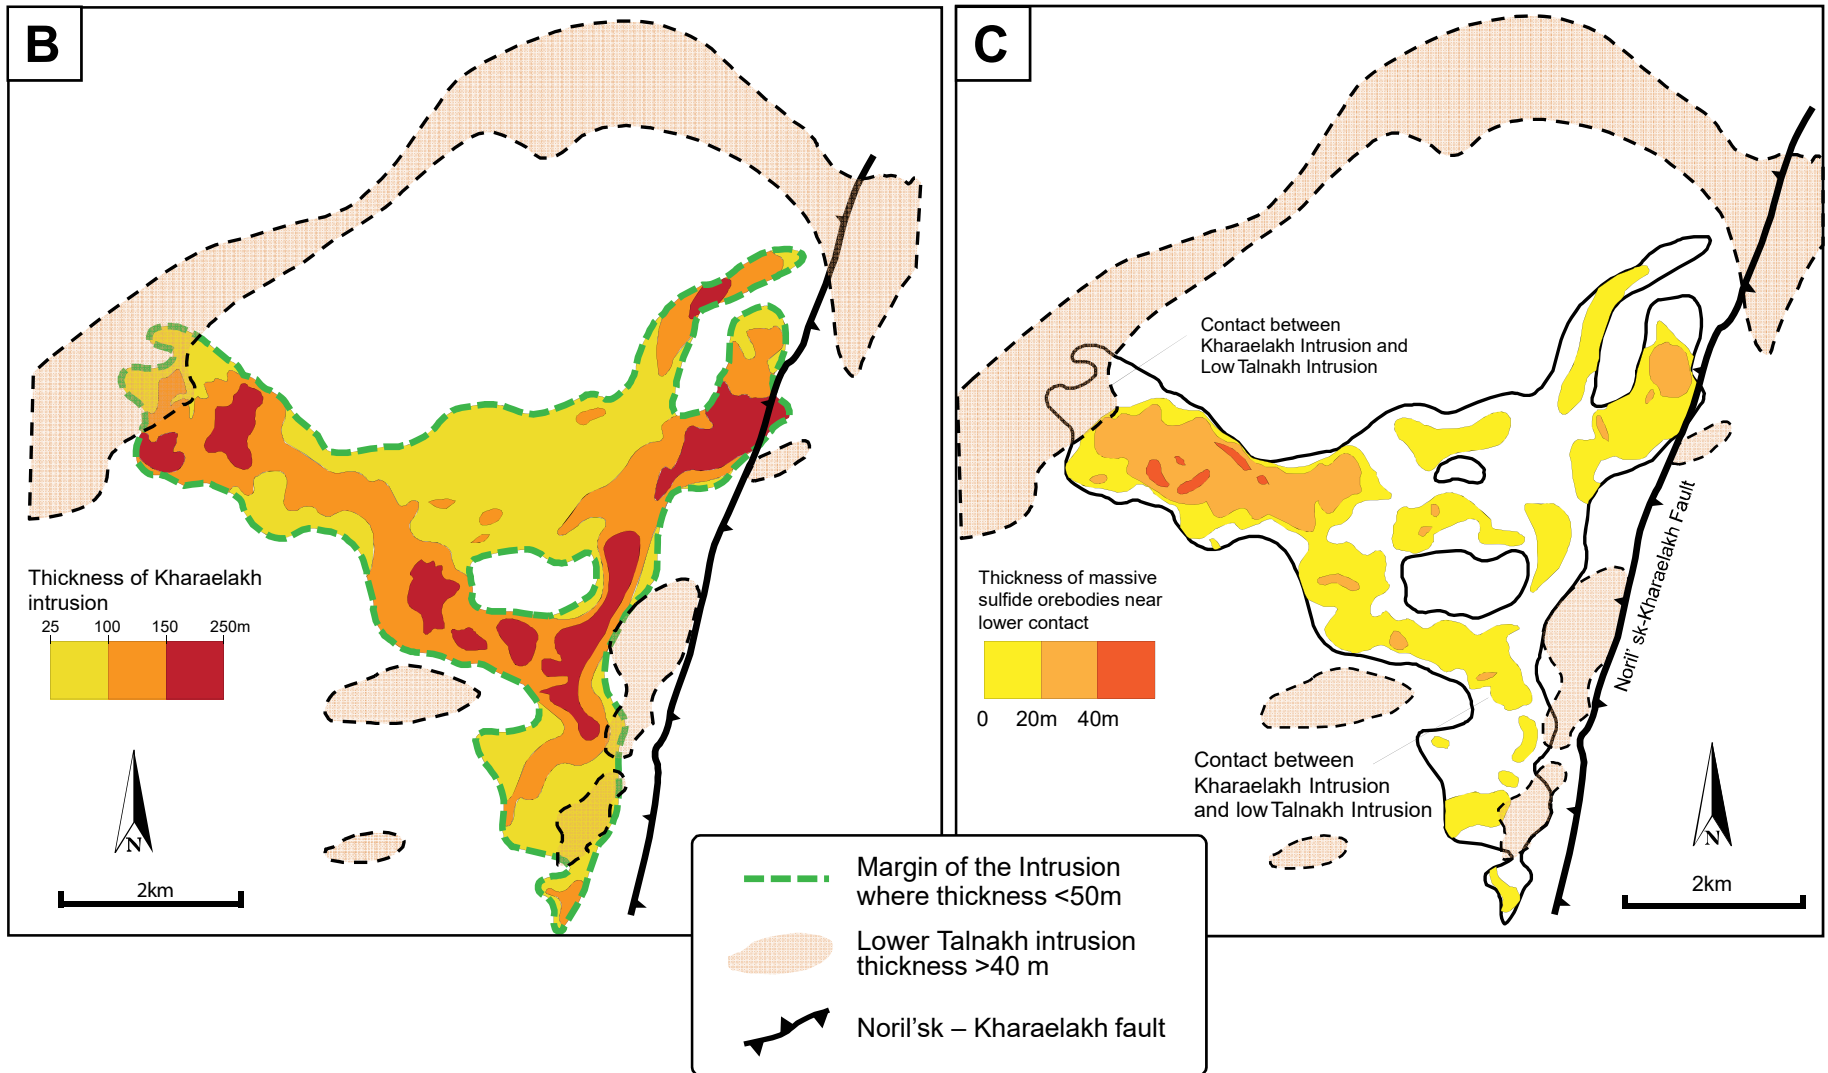 B
Thickness of Kharaelakh
intrusion
25 100 150 250m
N
2km
C
Contact between
Kharaelakh Intrusion and
Low Talnakh Intrusion
Noril' sk-Kharaelakh Fault
Thickness of massive
sulfide orebodies near
lower contact
0 20m 40m
Contact between
Kharaelakh Intrusion
and low Talnakh Intrusion
N
2km
Margin of the Intrusion
where thickness <50m
Lower Talnakh intrusion
thickness >40 m
Noril'sk – Kharaelakh fault